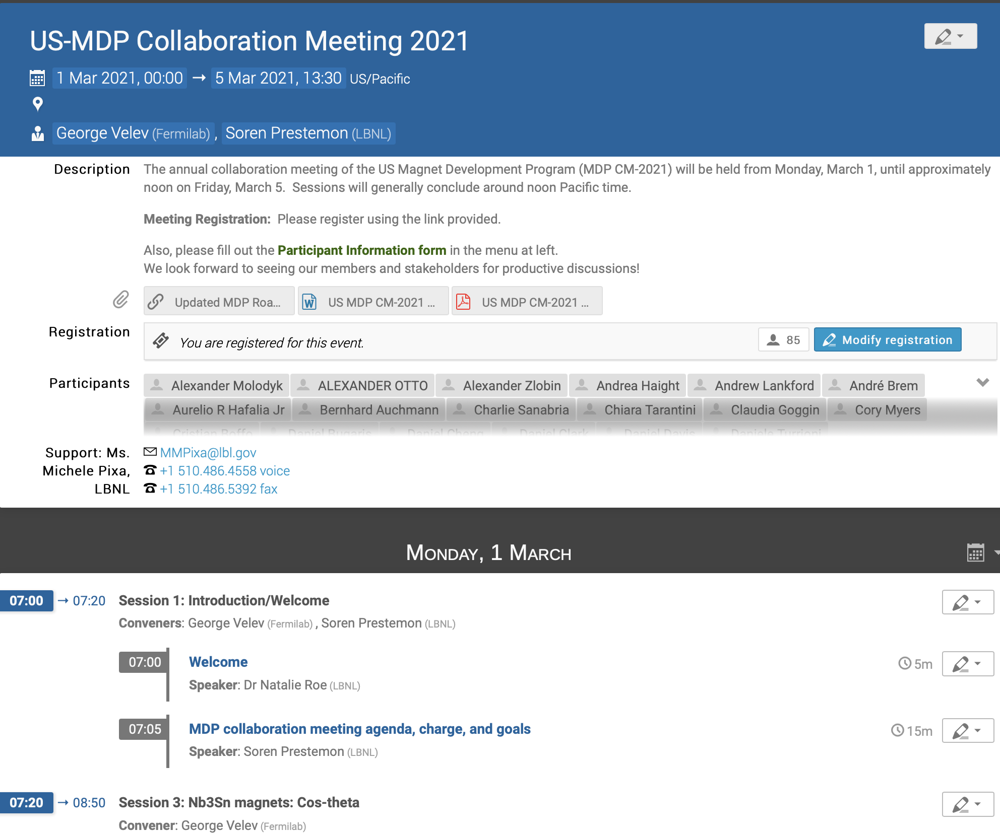 US-MDP Collaboration Meeting 2021
1 Mar 2021, 00:00 → 5 Mar 2021, 13:30 US/Pacific
George Velev (Fermilab) , Soren Prestemon (LBNL)
Description The annual collaboration meeting of the US Magnet Development Program (MDP CM-2021) will be held from Monday, March 1, until approximately
noon on Friday, March 5. Sessions will generally conclude around noon Pacific time.
Meeting Registration: Please register using the link provided.
Also, please fill out the Participant Information form in the menu at left.
We look forward to seeing our members and stakeholders for productive discussions!
Updated MDP Roa... US MDP CM-2021 ... US MDP CM-2021 ...
Registration You are registered for this event. 85 Modify registration
Participants Alexander Molodyk ALEXANDER OTTO Alexander Zlobin Andrea Haight Andrew Lankford André Brem
Aurelio R Hafalia Jr Bernhard Auchmann Charlie Sanabria Chiara Tarantini Claudia Goggin Cory Myers
Cristian Boffo Daniel Bugaris Daniel Cheng Daniel Clark Daniel Davis Daniele Turrioni
Support: Ms. MMPixa@lbl.gov
Michele Pixa, +1 510.486.4558 voice
LBNL +1 510.486.5392 fax
Monday, 1 March
07:00 → 07:20 Session 1: Introduction/Welcome
Conveners: George Velev (Fermilab) , Soren Prestemon (LBNL)
07:00 Welcome 5m
Speaker: Dr Natalie Roe (LBNL)
07:05 MDP collaboration meeting agenda, charge, and goals 15m
Speaker: Soren Prestemon (LBNL)
07:20 → 08:50 Session 3: Nb3Sn magnets: Cos-theta
Convener: George Velev (Fermilab)